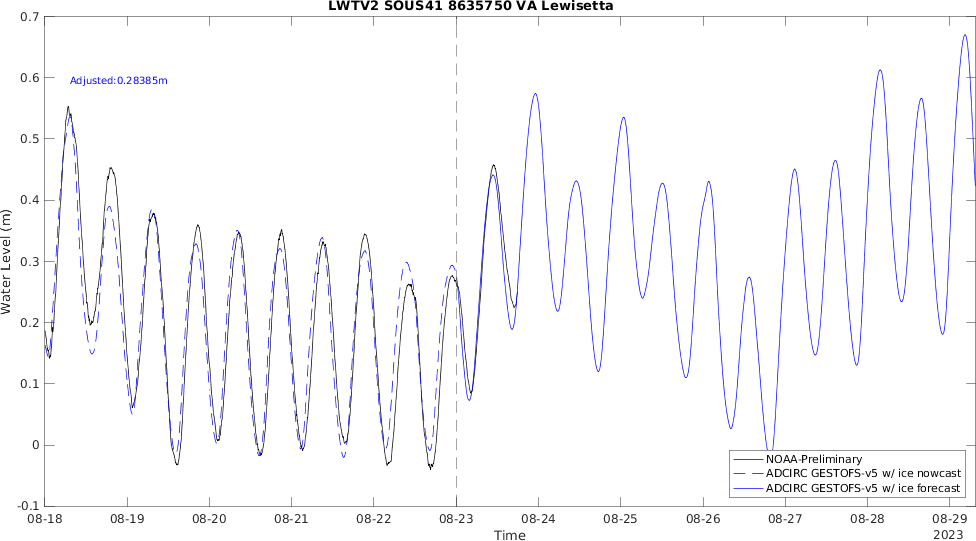 LWTV2 SOUS41 8635750 VA Lewisetta
Adjusted:0.28385m
Water Level (m)
0.7
0.6
0.5
0.4
0.3
0.2
0.1
0
-0.1
NOAA-Preliminary
ADCIRC GESTOFS-v5 w/ ice nowcast
ADCIRC GESTOFS-v5 w/ ice forecast
08-18 08-19 08-20 08-21 08-22 08-23 08-24 08-25 08-26 08-27 08-28 08-29
2023
Time